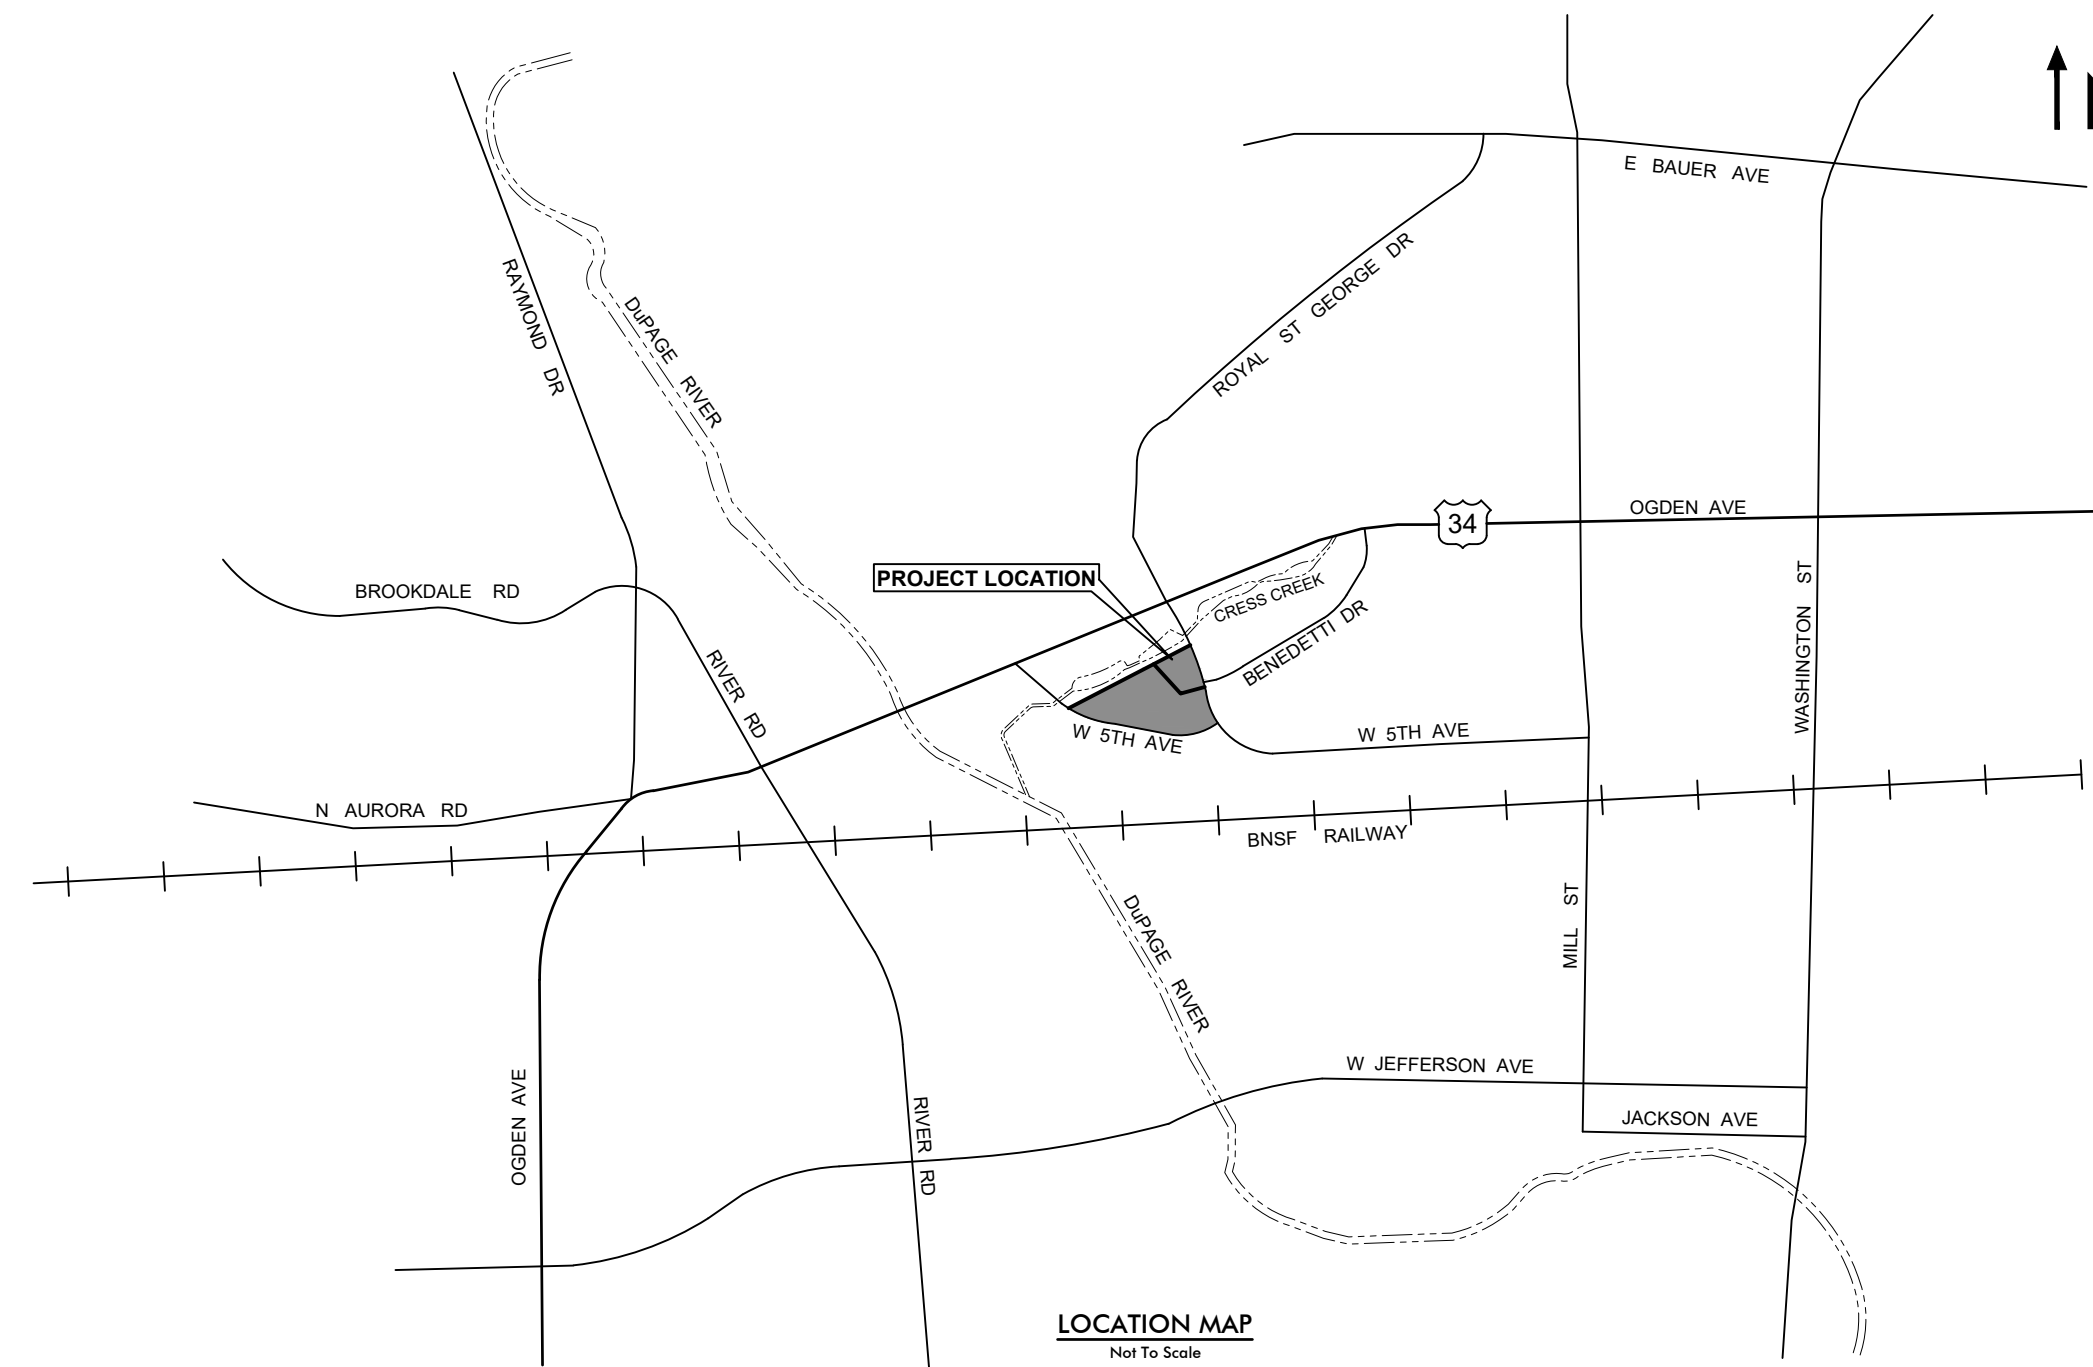 E BAUER AVE
RAYMOND DR
DuPAGE RIVER
ROYAL ST GEORGE DR
34
OGDEN AVE
PROJECT LOCATION
BROOKDALE RD
CRESS CREEK
BENEDETTI DR
WASHINGTON ST
RIVER RD
W 5TH AVE
W 5TH AVE
N AURORA RD
BNSF RAILWAY
MILL ST
DuPAGE RIVER
W JEFFERSON AVE
OGDEN AVE
RIVER RD
JACKSON AVE
LOCATION MAP
Not To Scale